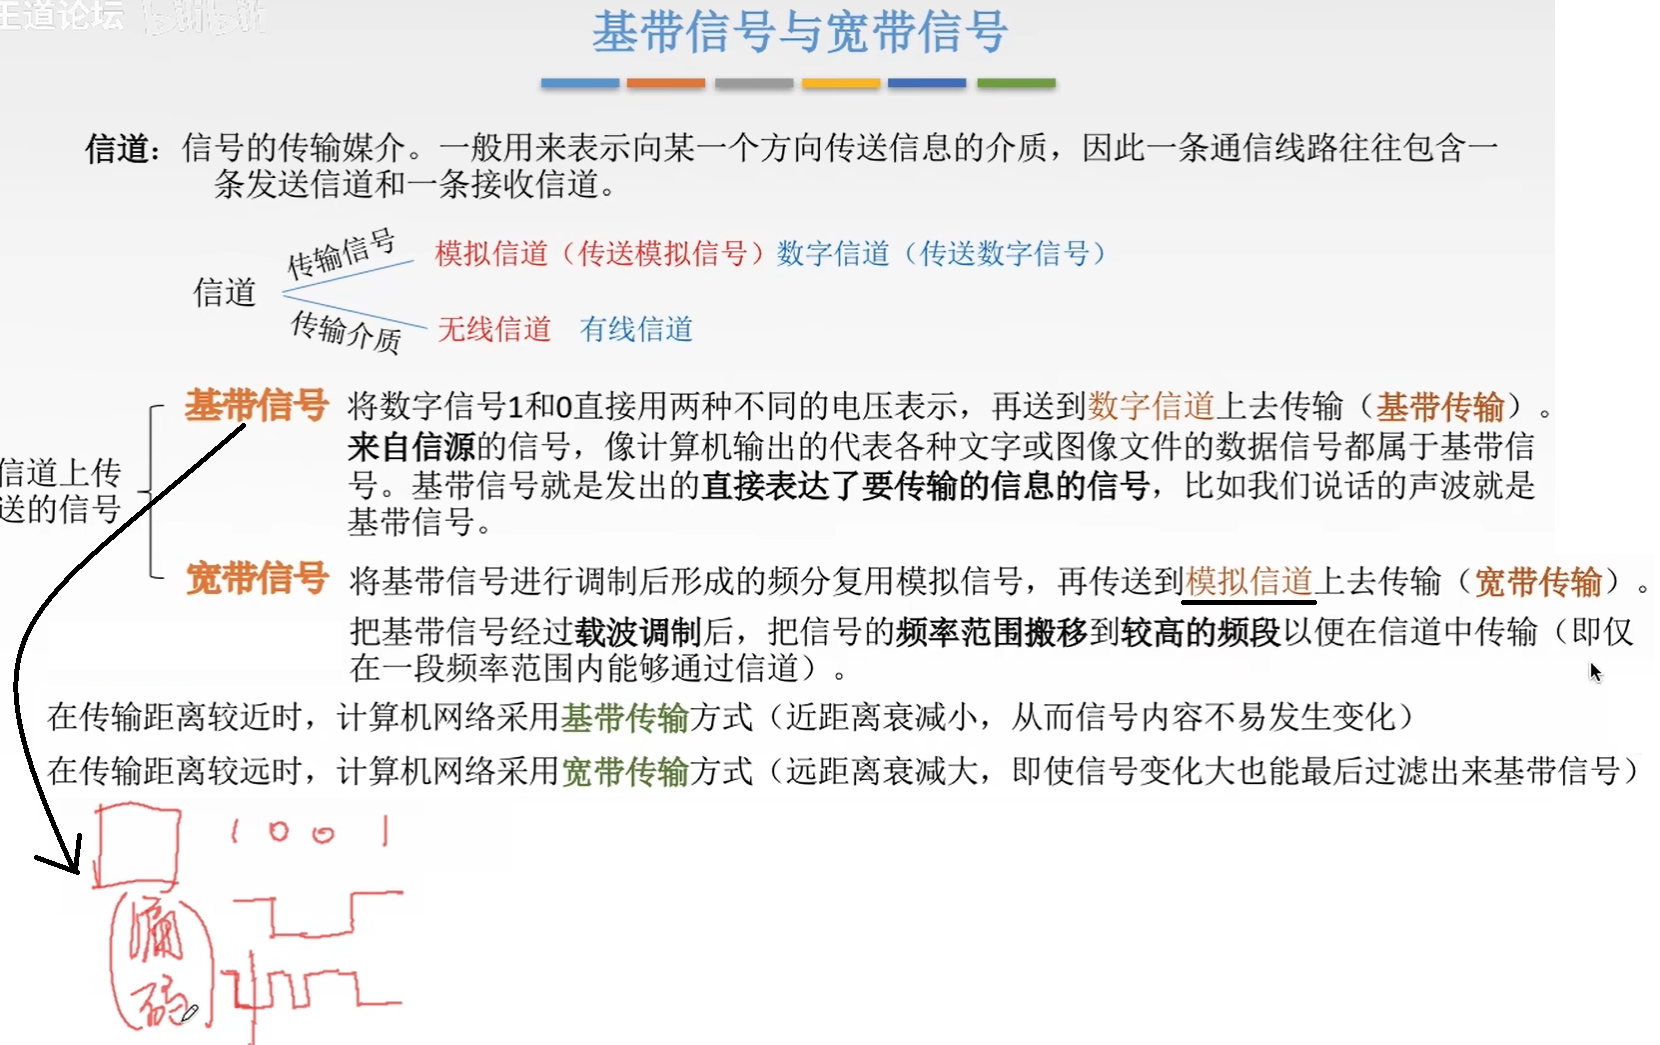 王道论坛 bilibili
基带信号与宽带信号
信道：信号的传输媒介。一般用来表示向某一个方向传送信息的介质，因此一条通信线路往往包含一
条发送信道和一条接收信道。
传输信号
模拟信道（传送模拟信号）数字信道（传送数字信号）
信道
传输介质
无线信道 有线信道
基带信号 将数字信号1和0直接用两种不同的电压表示，再送到数字信道上去传输（基带传输）。
来自信源的信号，像计算机输出的代表各种文字或图像文件的数据信号都属于基带信
号。基带信号就是发出的直接表达了要传输的信息的信号，比如我们说话的声波就是
基带信号。
信道上传
送的信号
宽带信号 将基带信号进行调制后形成的频分复用模拟信号，再传送到模拟信道上去传输（宽带传输）。
把基带信号经过载波调制后，把信号的频率范围搬移到较高的频段以便在信道中传输（即仅
在一段频率范围内能够通过信道）。
在传输距离较近时，计算机网络采用基带传输方式（近距离衰减小，从而信号内容不易发生变化）
在传输距离较远时，计算机网络采用宽带传输方式（远距离衰减大，即使信号变化大也能最后过滤出来基带信号）
1 0 0 1
码